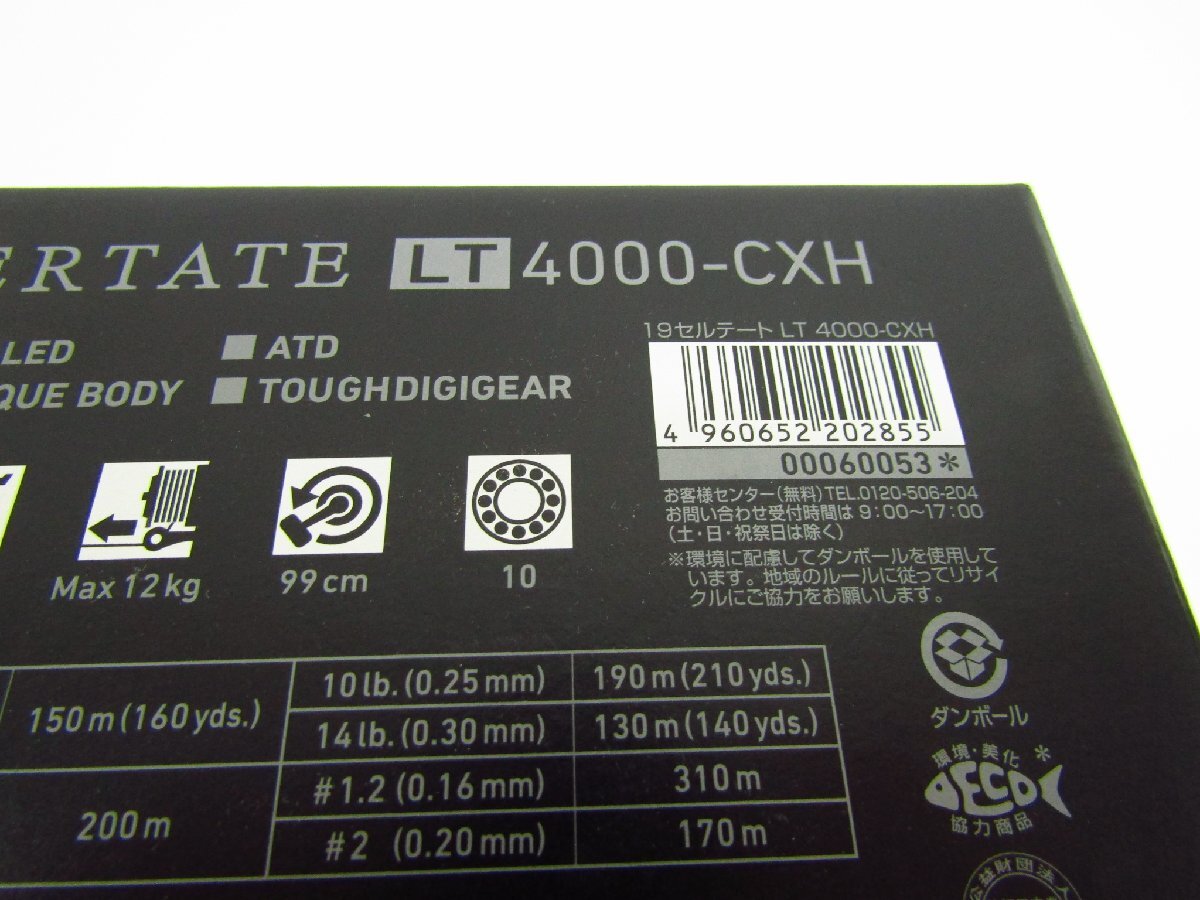 ERTATE LT 4000-CXH
LED ATD
QUE BODY TOUGHDIGIGEAR
19セルテート LT 4000-CXH
4 960652 202855
00060053*
お客様センター(無料)TEL.0120-506-204
お問い合わせ受付時間は 9:00〜17:00
(土・日・祝祭日は除く)
※環境に配慮してダンボールを使用して
います。地域のルールに従ってリサイ
クルにご協力をお願いします。
Max 12 kg 99 cm 10
150 m (160 yds.) 10 lb. (0.25 mm) 190 m (210 yds.)
14 lb. (0.30 mm) 130 m (140 yds.)
200 m #1.2 (0.16 mm) 310 m
#2 (0.20 mm) 170 m
ダンボール
環境・美化*
ECO
協力商品
公益財団法人